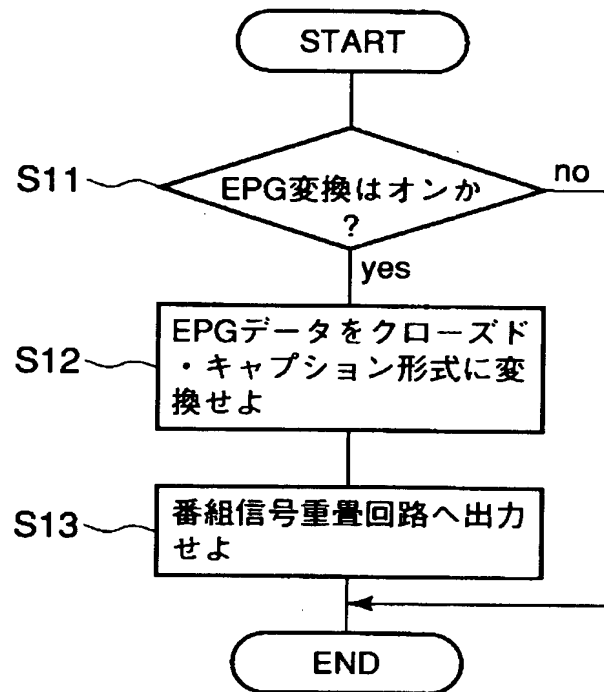 START
S11
EPG変換はオンか
?
no
yes
S12
EPGデータをクローズド
・キャプション形式に変
換せよ
S13
番組信号重畳回路へ出力
せよ
END